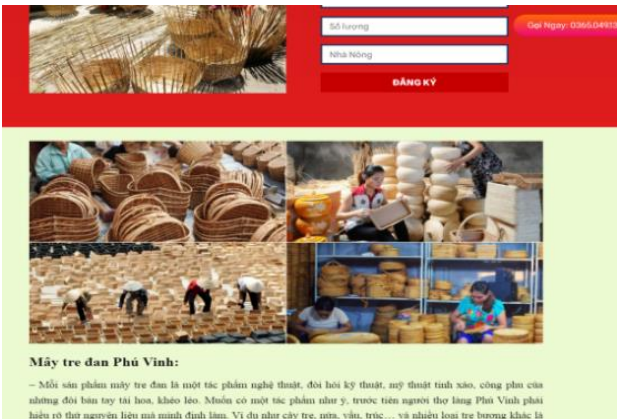 Số lượng
Gọi Ngay: 0365.04913
Nhà Nông
ĐĂNG KÝ
Mây tre đan Phú Vinh:
– Mỗi sản phẩm mây tre đan là một tác phẩm nghệ thuật, đòi hỏi kỹ thuật, mỹ thuật tinh xảo, công phu của
những đôi bàn tay tài hoa, khéo léo. Muốn có một tác phẩm như ý, trước tiên người thợ làng Phú Vinh phải
hiểu rõ thứ nguyên liệu mà mình định làm. Ví dụ như cây tre, nứa, vầu, trúc… và nhiều loại tre bương khác là